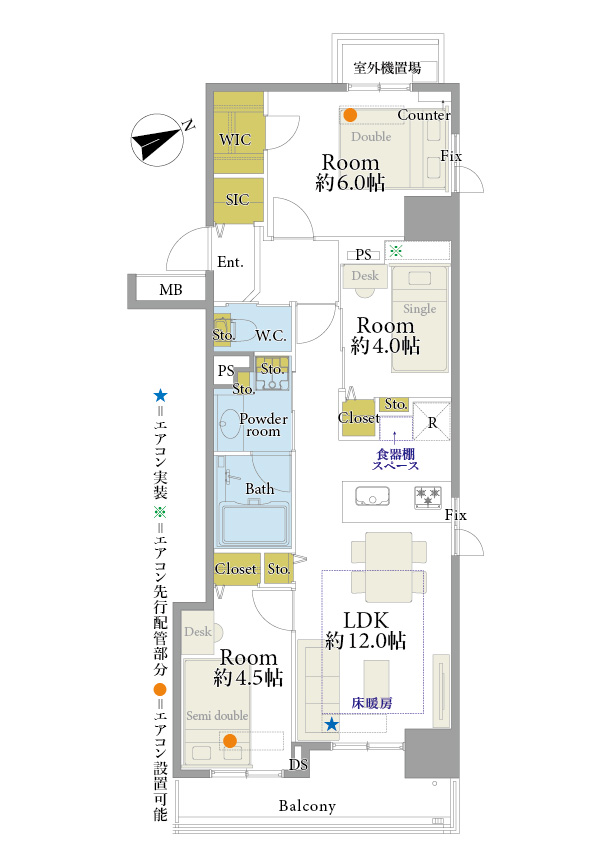 室外機置場
N
WIC
Counter
Double
Fix
Room
約6.0帖
SIC
Ent.
PS
※
MB
Desk
Single
Room
約4.0帖
Sto.
W.C.
PS
Sto.
Sto.
Powder
room
Closet
Sto.
R
食器棚
スペース
Bath
Fix
Closet
Sto.
LDK
約12.0帖
Desk
Room
約4.5帖
床暖房
Semi double
★
DS
Balcony
★=エアコン実装 ※=エアコン先行配管部分 ●=エアコン設置可能